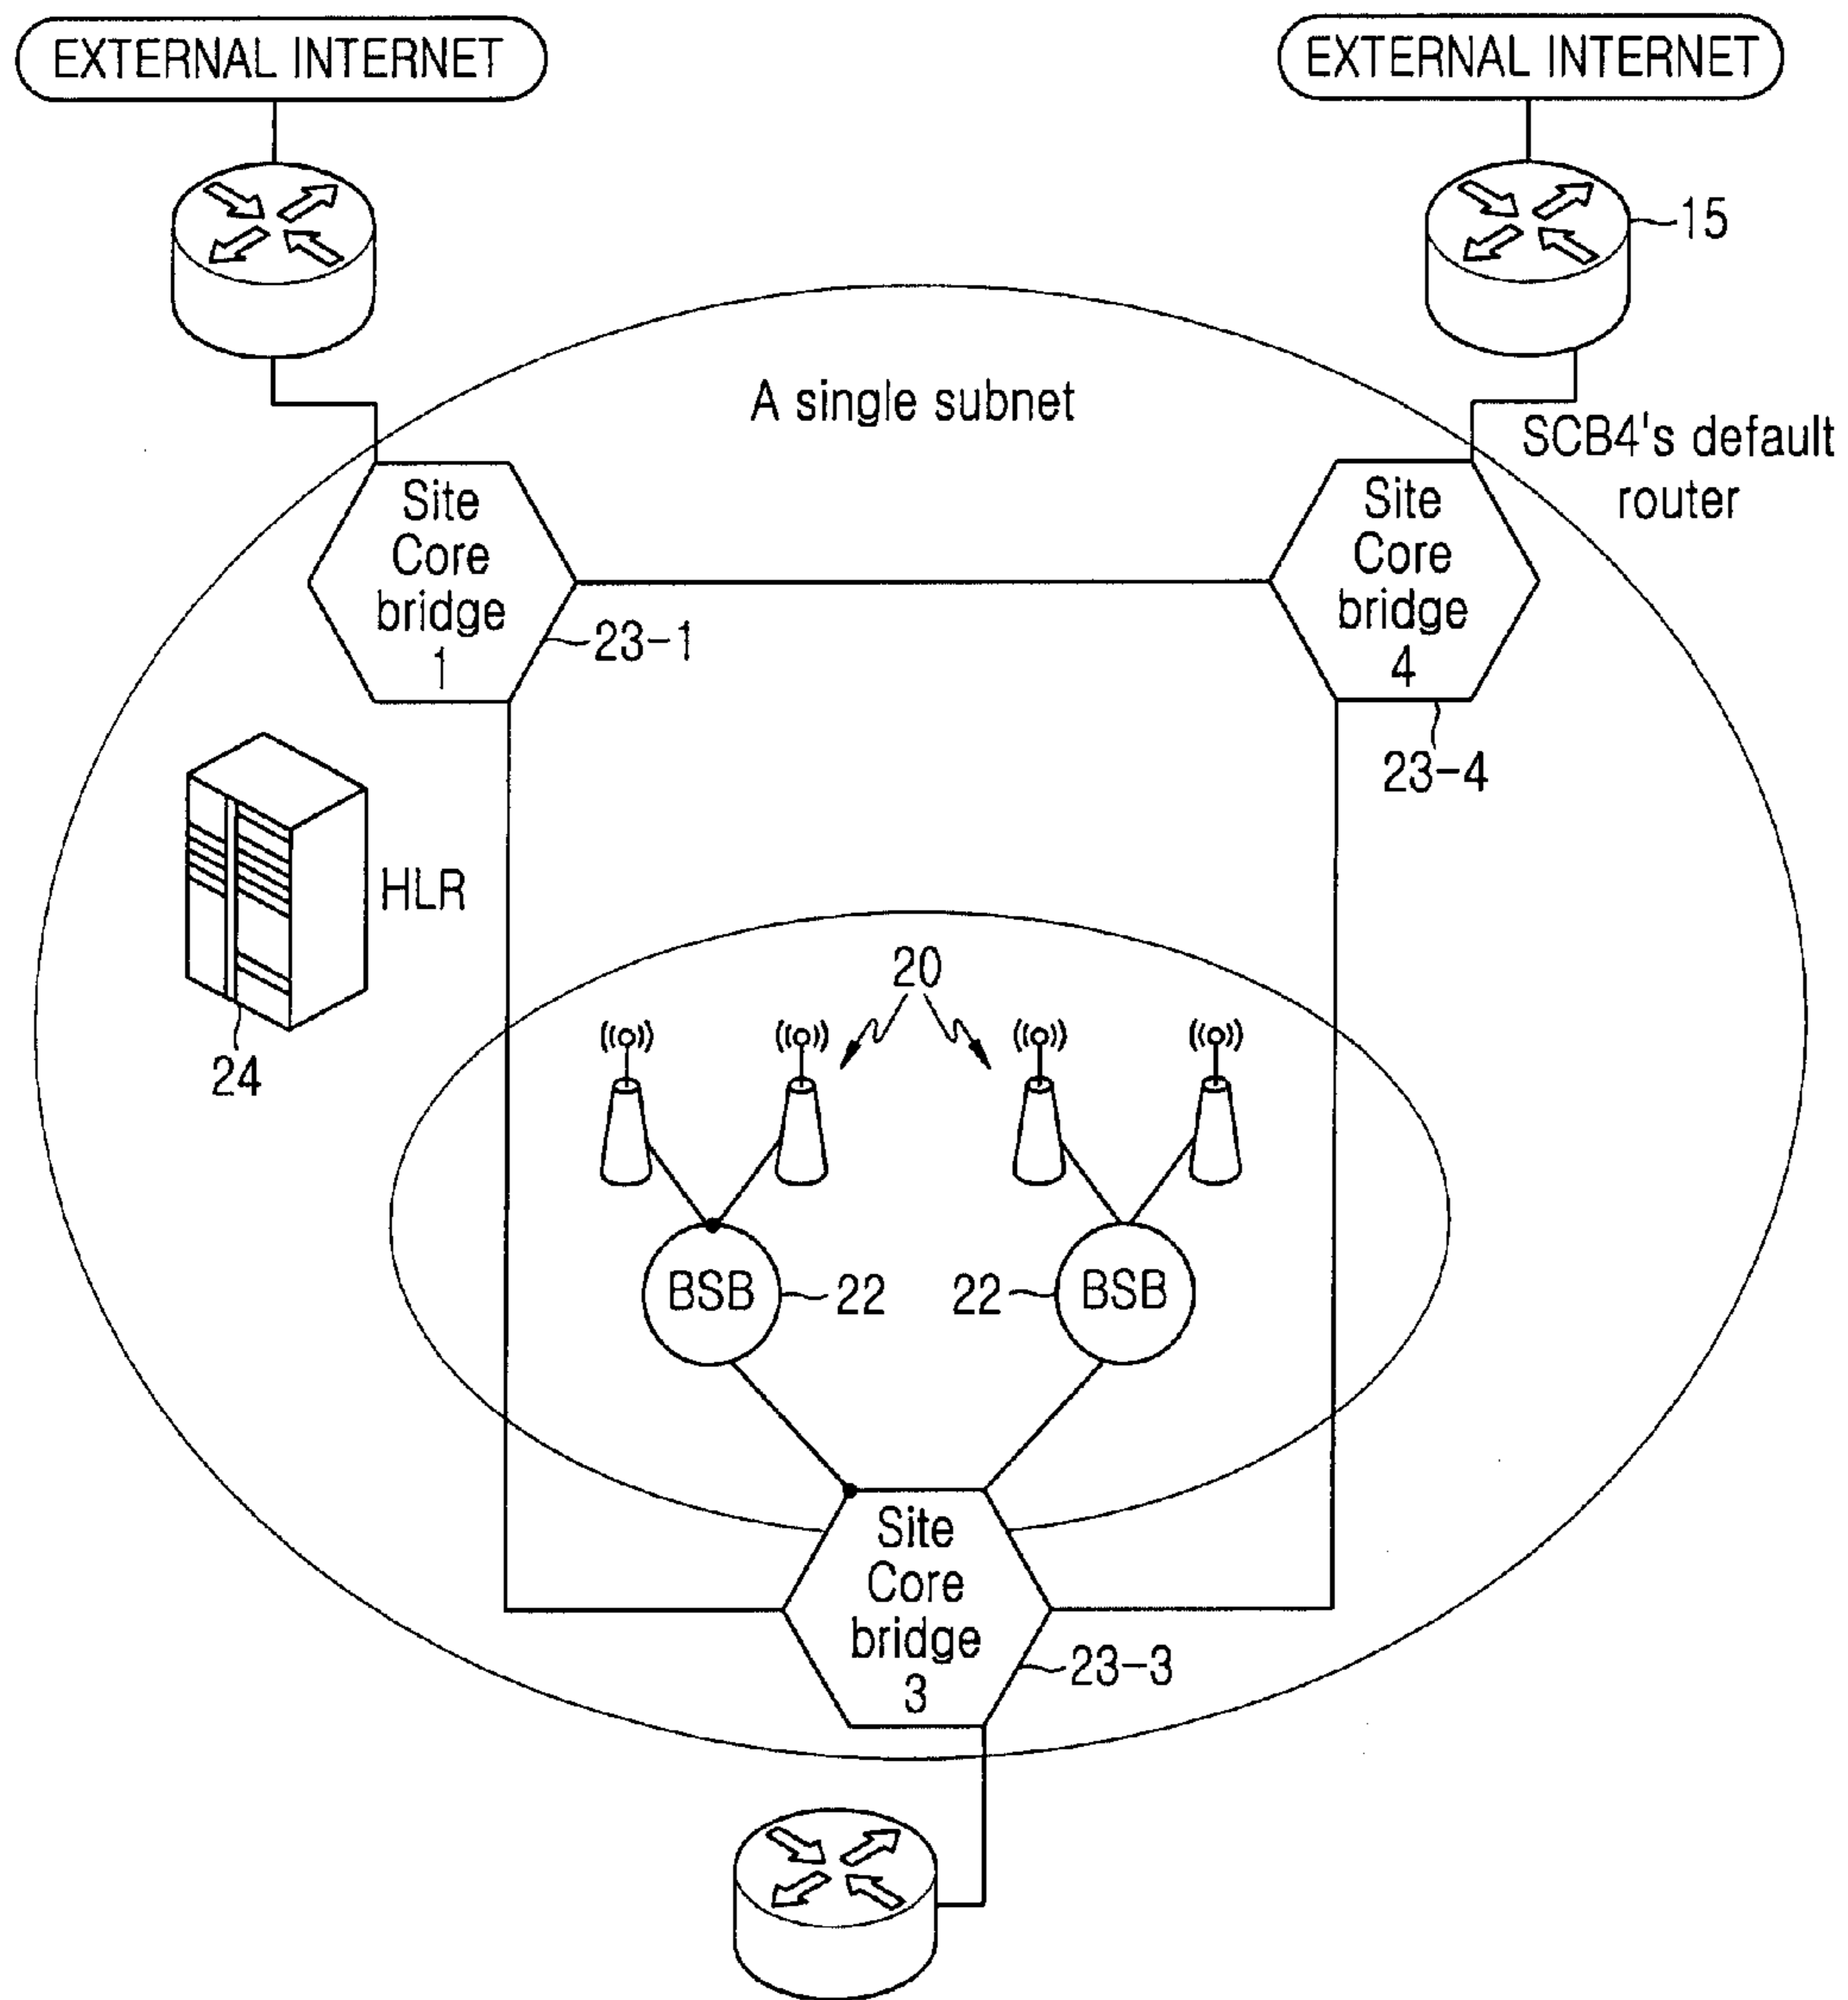 EXTERNAL INTERNET
EXTERNAL INTERNET
15
A single subnet
SCB4's default
router
Site
Core
bridge
1
23-1
Site
Core
bridge
4
23-4
HLR
24
20
BSB
22
22
BSB
Site
Core
bridge
3
23-3